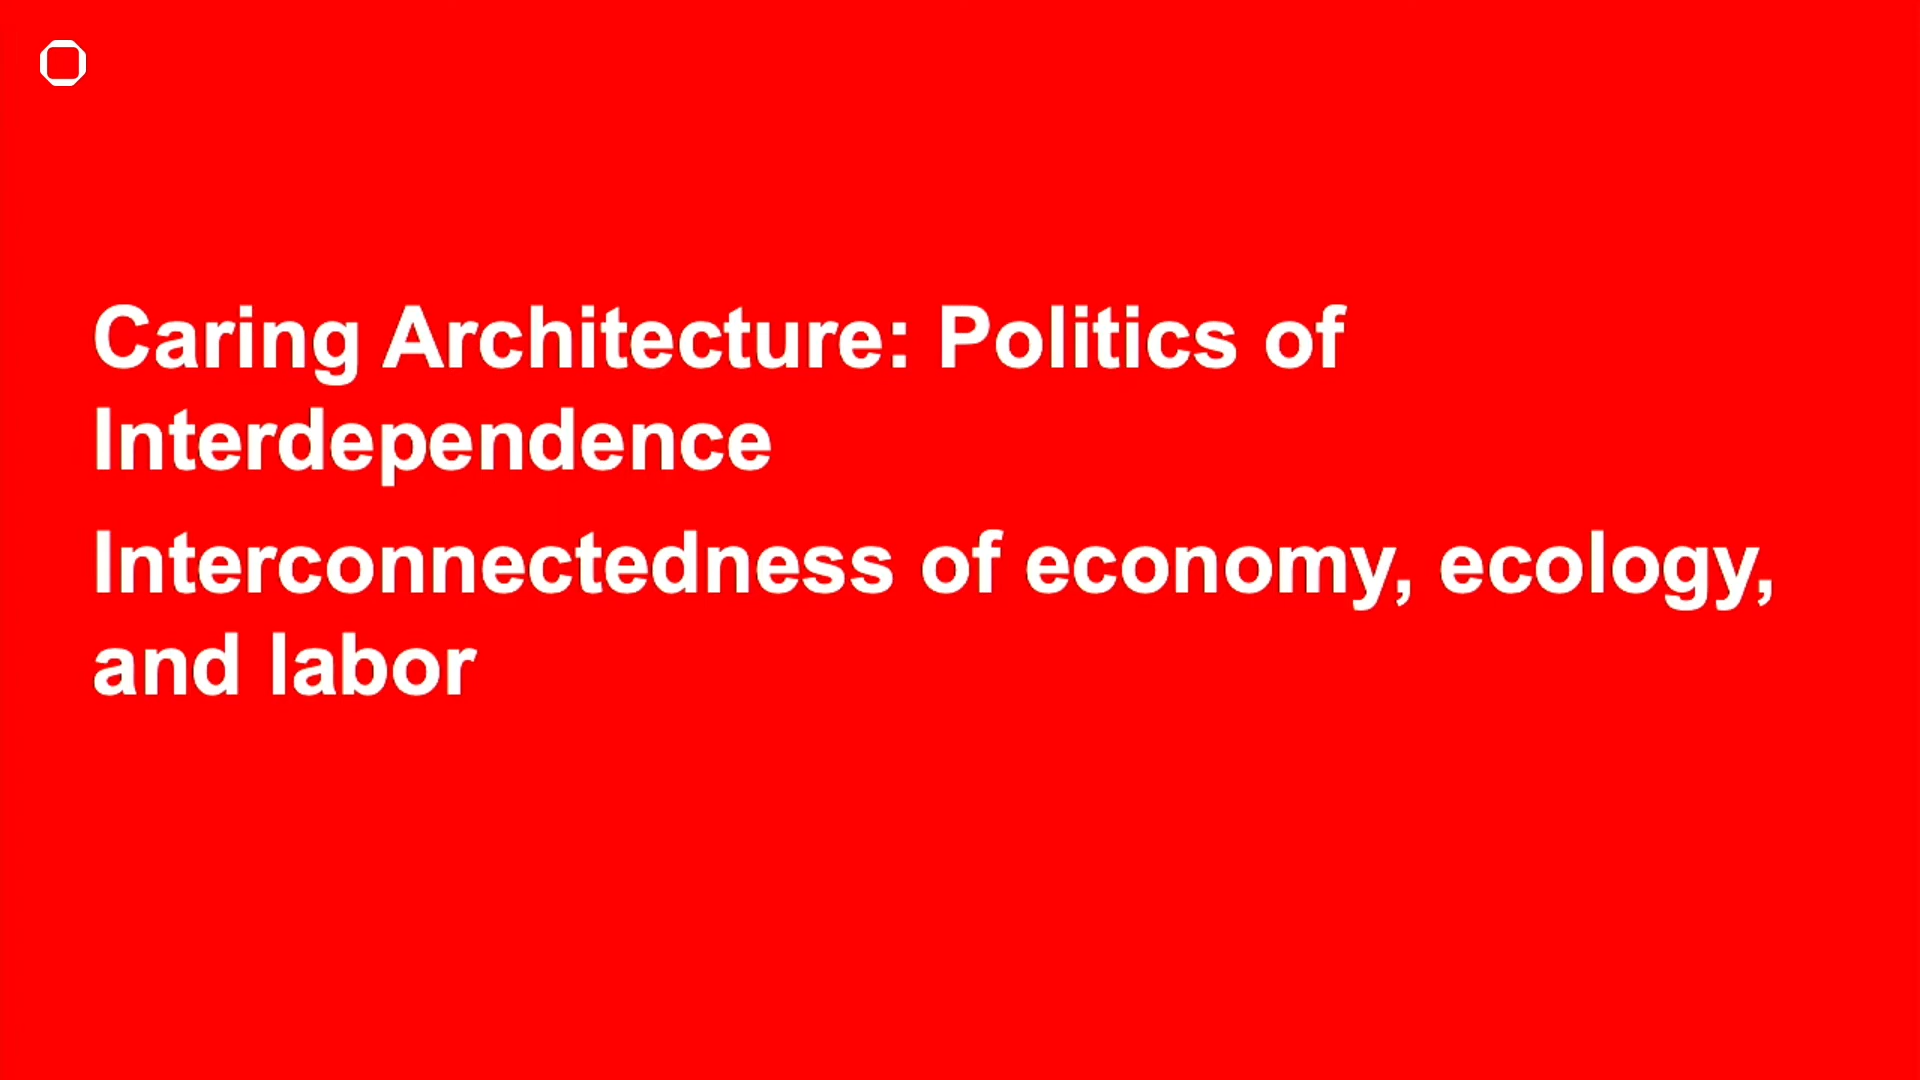 Caring Architecture: Politics of
Interdependence
Interconnectedness of economy, ecology,
and labor